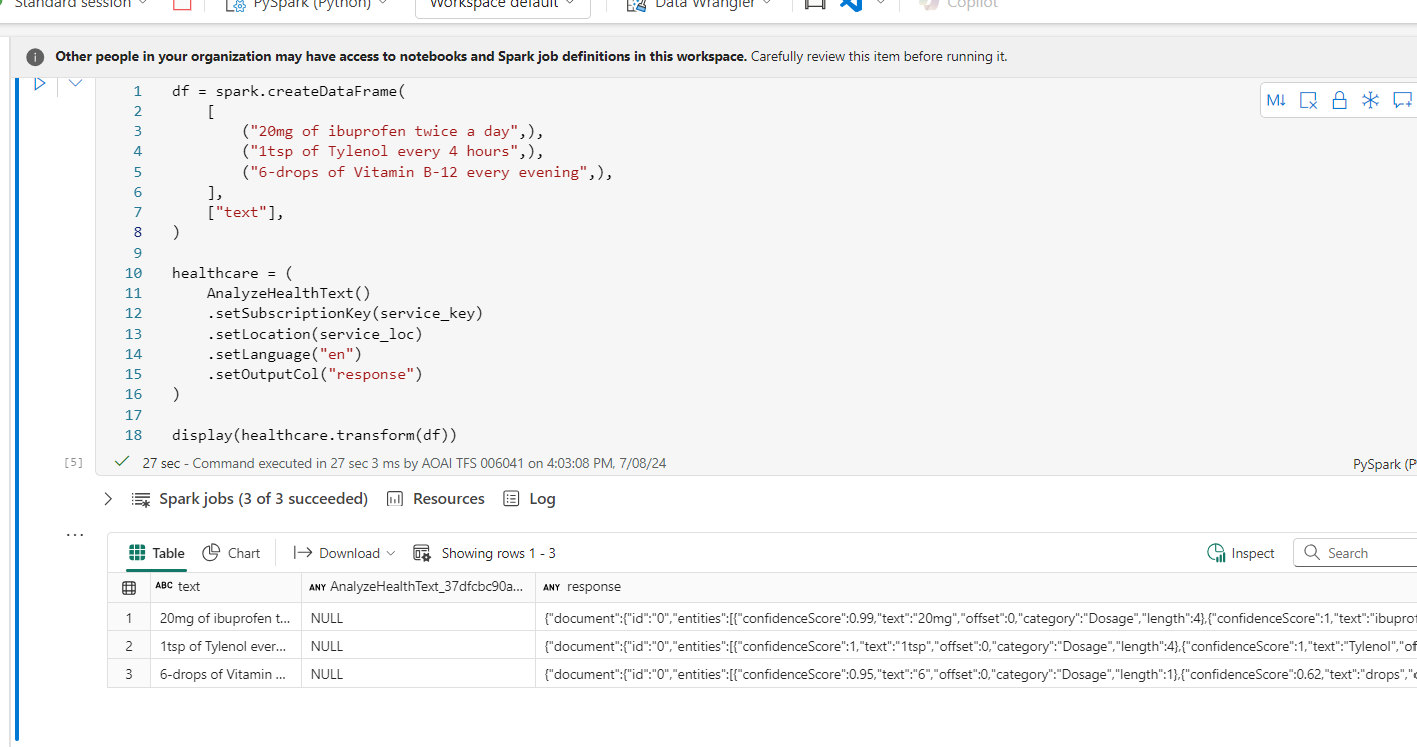 Standard session
PySpark (Python)
Workspace default
Data Wrangler
Copilot
Other people in your organization may have access to notebooks and Spark job definitions in this workspace. Carefully review this item before running it.
M↓
1 df = spark.createDataFrame(
2 [
3 ("20mg of ibuprofen twice a day",),
4 ("1tsp of Tylenol every 4 hours",),
5 ("6-drops of Vitamin B-12 every evening",),
6 ],
7 ["text"],
8 )
9
10 healthcare = (
11 AnalyzeHealthText()
12 .setSubscriptionKey(service_key)
13 .setLocation(service_loc)
14 .setLanguage("en")
15 .setOutputCol("response")
16 )
17
18 display(healthcare.transform(df))
[5] 27 sec - Command executed in 27 sec 3 ms by AOAI TFS 006041 on 4:03:08 PM, 7/08/24
PySpark (P
Spark jobs (3 of 3 succeeded) Resources Log
Table Chart Download Showing rows 1 - 3 Inspect Search
ABC text ANY AnalyzeHealthText_37dfcbc90a... ANY response
1 20mg of ibuprofen t... NULL {"document":{"id":"0","entities":[{"confidenceScore":0.99,"text":"20mg","offset":0,"category":"Dosage","length":4},{"confidenceScore":1,"text":"ibuprof
2 1tsp of Tylenol ever... NULL {"document":{"id":"0","entities":[{"confidenceScore":1,"text":"1tsp","offset":0,"category":"Dosage","length":4},{"confidenceScore":1,"text":"Tylenol","of
3 6-drops of Vitamin ... NULL {"document":{"id":"0","entities":[{"confidenceScore":0.95,"text":"6","offset":0,"category":"Dosage","length":1},{"confidenceScore":0.62,"text":"drops","